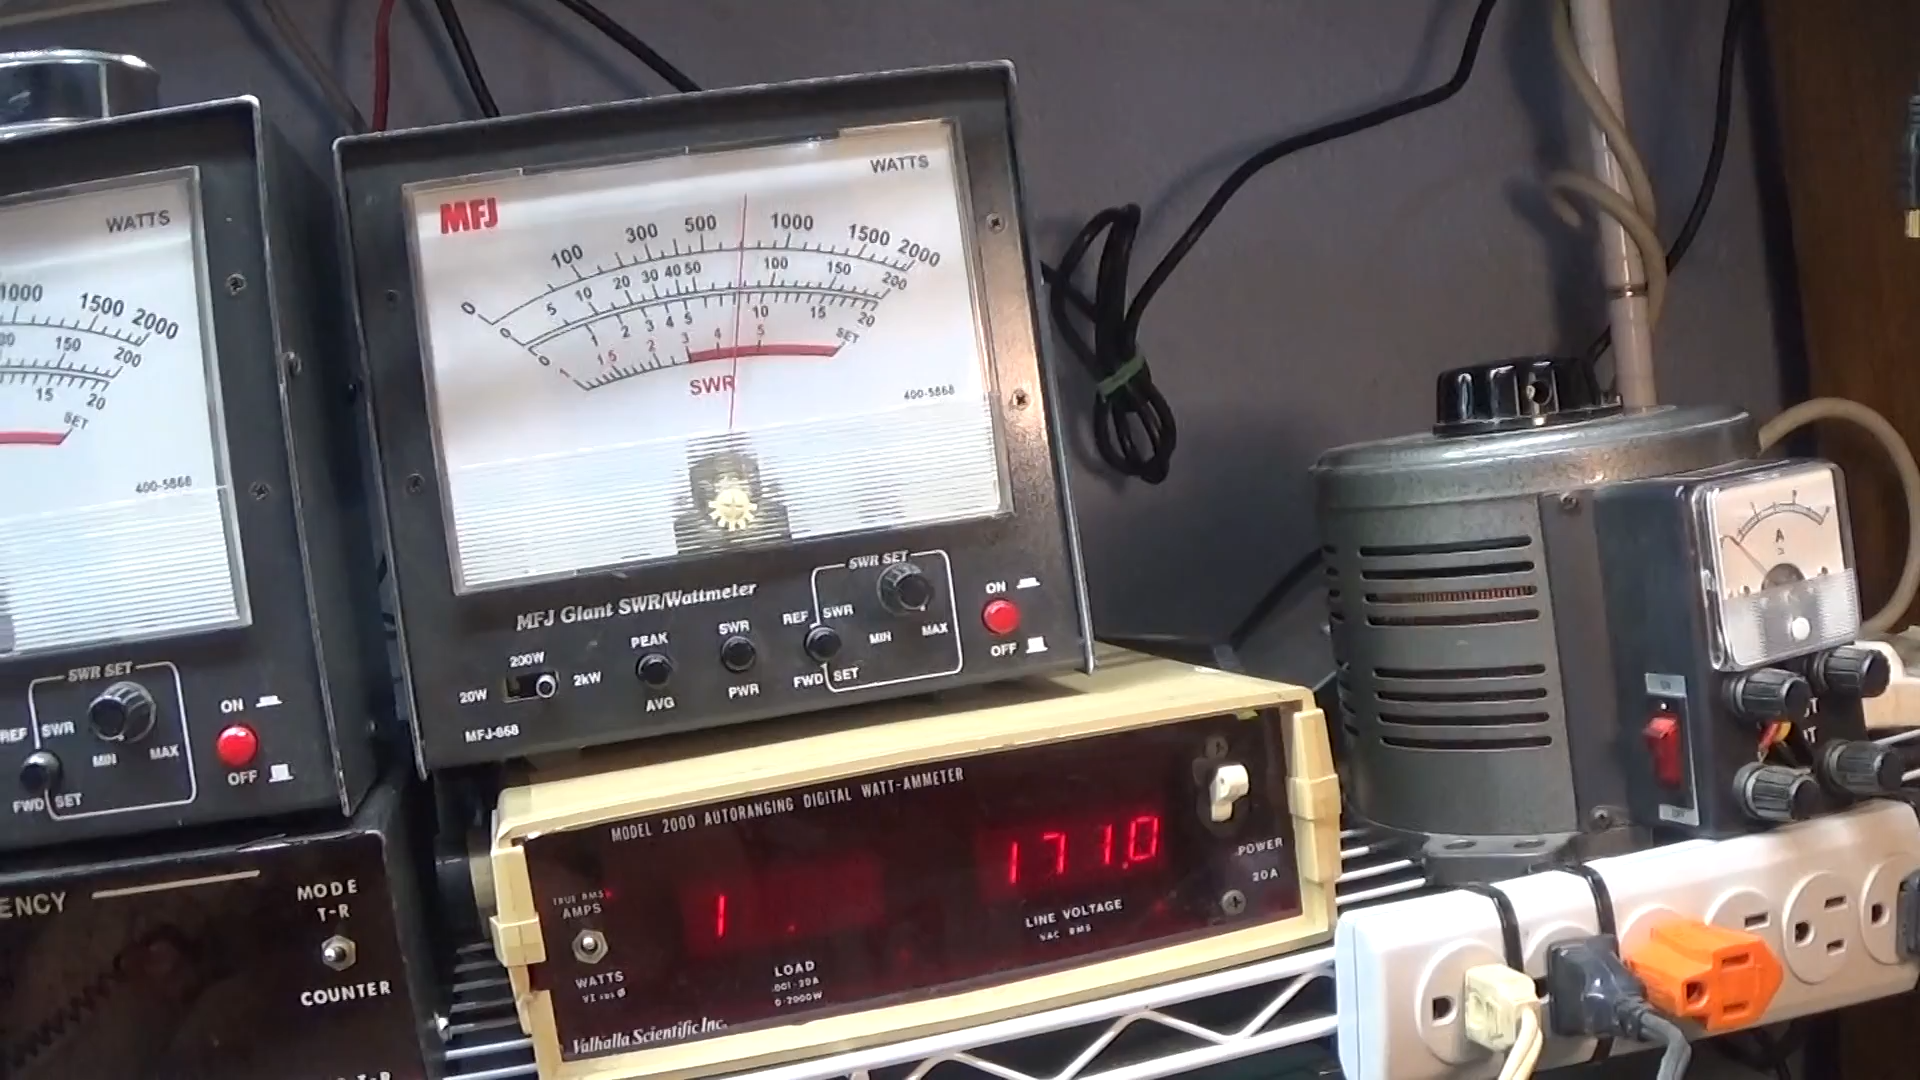 WATTS
1000 1500 2000
150 200
15 20
SET
400-5868
SWR SET
REF SWR
MIN MAX
FWD SET
ON
OFF
ENCY
MODE
T-R
COUNTER
MFJ
WATTS
0 100 300 500 1000 1500 2000
0 5 10 20 30 40 50 100 150 200
0 1 2 3 4 5 10 15 20
1 1.5 2 3 4 5 SET
SWR
400-5868
MFJ Giant SWR/Wattmeter
20W 200W 2kW
PEAK
AVG
SWR
PWR
REF SWR
FWD SET
SWR SET
MIN MAX
ON
OFF
MFJ-868
MODEL 2000 AUTORANGING DIGITAL WATT-AMMETER
TRUE RMS
AMPS
WATTS
1 .
171.0
LOAD
.001-20A
0-2000W
LINE VOLTAGE
VAC RMS
POWER
20A
Valhalla Scientific Inc.
A